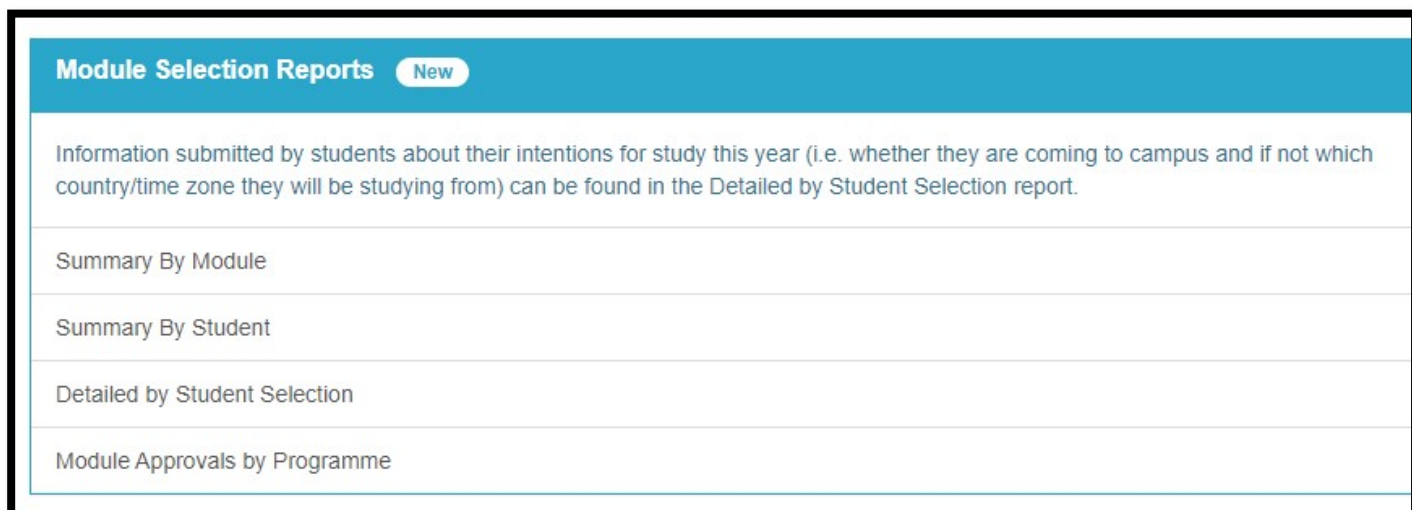 Module Selection Reports New
Information submitted by students about their intentions for study this year (i.e. whether they are coming to campus and if not which
country/time zone they will be studying from) can be found in the Detailed by Student Selection report.
Summary By Module
Summary By Student
Detailed by Student Selection
Module Approvals by Programme